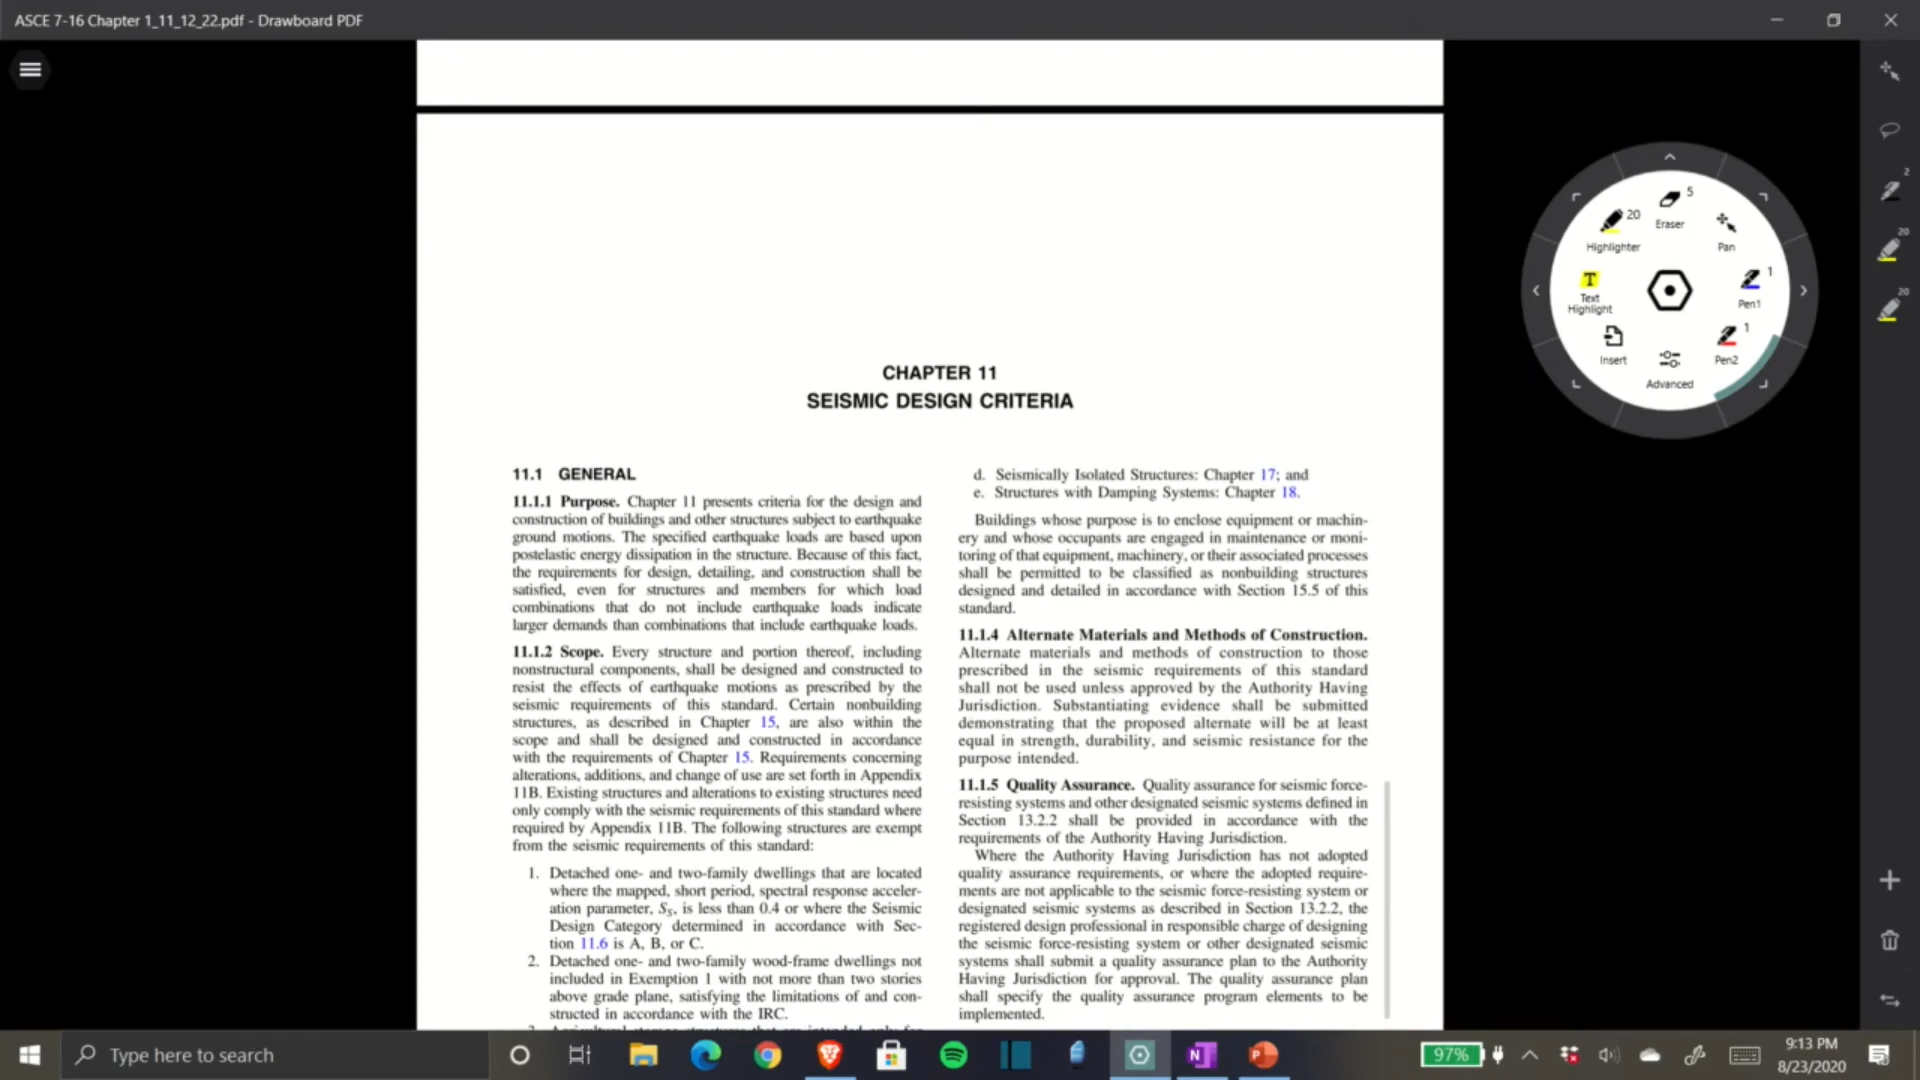 ASCE 7-16 Chapter 1_11_12_22.pdf - Drawboard PDF
CHAPTER 11
SEISMIC DESIGN CRITERIA
11.1 GENERAL
11.1.1 Purpose. Chapter 11 presents criteria for the design and
construction of buildings and other structures subject to earthquake
ground motions. The specified earthquake loads are based upon
postelastic energy dissipation in the structure. Because of this fact,
the requirements for design, detailing, and construction shall be
satisfied, even for structures and members for which load
combinations that do not include earthquake loads indicate
larger demands than combinations that include earthquake loads.
11.1.2 Scope. Every structure and portion thereof, including
nonstructural components, shall be designed and constructed to
resist the effects of earthquake motions as prescribed by the
seismic requirements of this standard. Certain nonbuilding
structures, as described in Chapter 15, are also within the
scope and shall be designed and constructed in accordance
with the requirements of Chapter 15. Requirements concerning
alterations, additions, and change of use are set forth in Appendix
11B. Existing structures and alterations to existing structures need
only comply with the seismic requirements of this standard where
required by Appendix 11B. The following structures are exempt
from the seismic requirements of this standard:
1. Detached one- and two-family dwellings that are located
where the mapped, short period, spectral response acceler-
ation parameter, SS, is less than 0.4 or where the Seismic
Design Category determined in accordance with Sec-
tion 11.6 is A, B, or C.
2. Detached one- and two-family wood-frame dwellings not
included in Exemption 1 with not more than two stories
above grade plane, satisfying the limitations of and con-
structed in accordance with the IRC.
d. Seismically Isolated Structures: Chapter 17; and
e. Structures with Damping Systems: Chapter 18.
Buildings whose purpose is to enclose equipment or machin-
ery and whose occupants are engaged in maintenance or moni-
toring of that equipment, machinery, or their associated processes
shall be permitted to be classified as nonbuilding structures
designed and detailed in accordance with Section 15.5 of this
standard.
11.1.4 Alternate Materials and Methods of Construction.
Alternate materials and methods of construction to those
prescribed in the seismic requirements of this standard
shall not be used unless approved by the Authority Having
Jurisdiction. Substantiating evidence shall be submitted
demonstrating that the proposed alternate will be at least
equal in strength, durability, and seismic resistance for the
purpose intended.
11.1.5 Quality Assurance. Quality assurance for seismic force-
resisting systems and other designated seismic systems defined in
Section 13.2.2 shall be provided in accordance with the
requirements of the Authority Having Jurisdiction.
Where the Authority Having Jurisdiction has not adopted
quality assurance requirements, or where the adopted require-
ments are not applicable to the seismic force-resisting system or
designated seismic systems as described in Section 13.2.2, the
registered design professional in responsible charge of designing
the seismic force-resisting system or other designated seismic
systems shall submit a quality assurance plan to the Authority
Having Jurisdiction for approval. The quality assurance plan
shall specify the quality assurance program elements to be
implemented.
5
Eraser
20
Highlighter
Pan
T
Text
Highlight
1
Pen1
Insert
1
Pen2
Advanced
2
20
20
Type here to search
97%
9:13 PM
8/23/2020